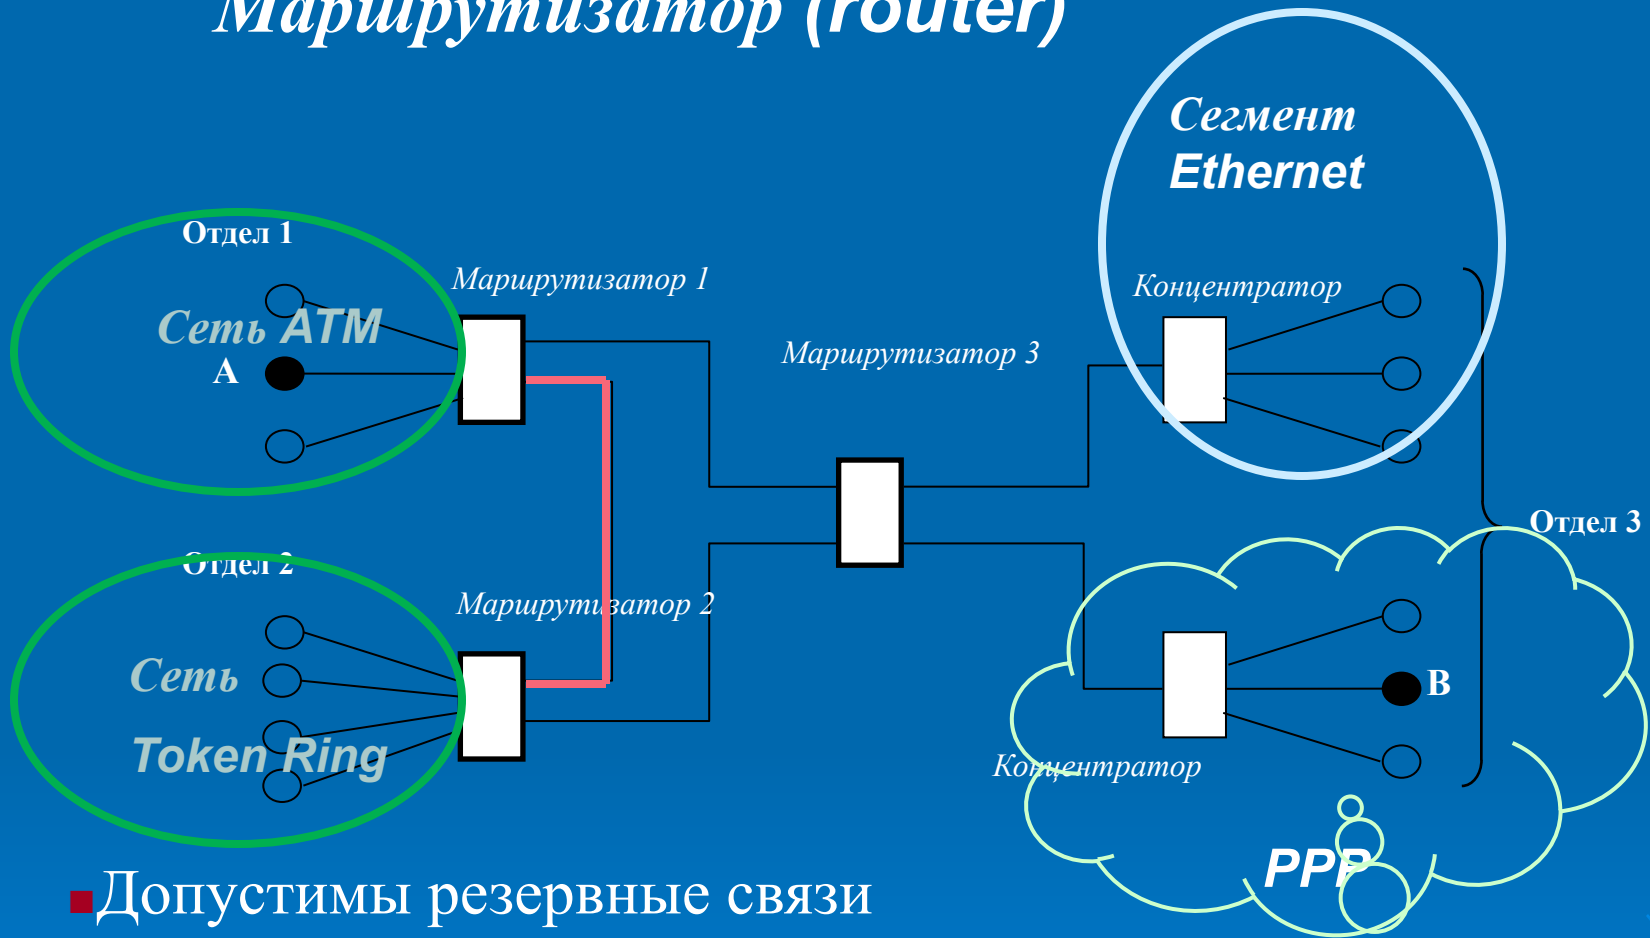 Маршрутизатор (router)
Сегмент
Ethernet
Отдел 1
Маршрутизатор 1
Концентратор
Сеть ATM
Маршрутизатор 3
А
Отдел 3
Отдел 2
Маршрутизатор 2
Сеть
В
Token Ring
Концентратор
PPP
Допустимы резервные связи